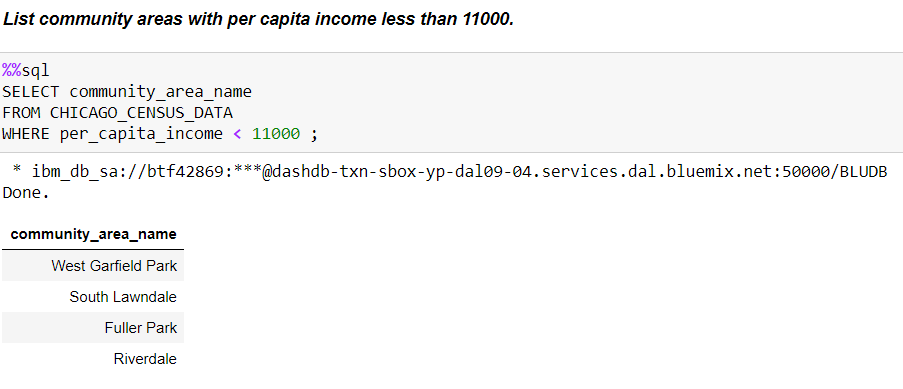 List community areas with per capita income less than 11000.
%%sql
SELECT community_area_name
FROM CHICAGO_CENSUS_DATA
WHERE per_capita_income < 11000 ;
* ibm_db_sa://btf42869:***@dashdb-txn-sbox-yp-dal09-04.services.dal.bluemix.net:50000/BLUDB
Done.
community_area_name
West Garfield Park
South Lawndale
Fuller Park
Riverdale